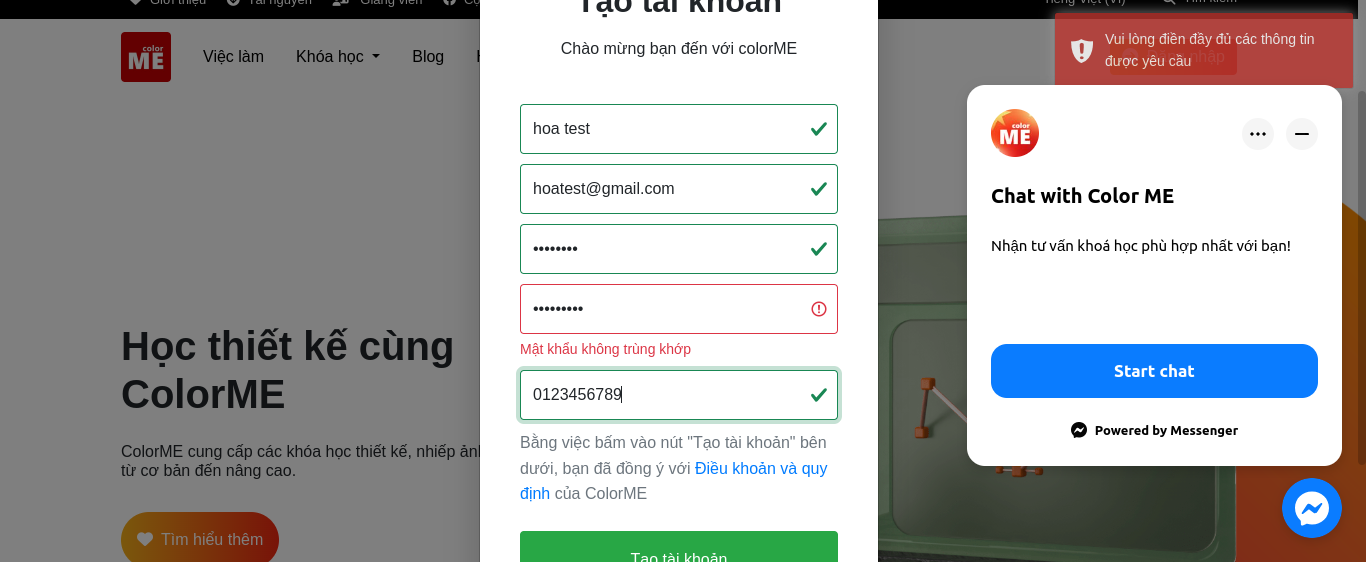 Giới thiệu
Tài nguyên
Giảng viên
Tiếng Việt (VI)
Tìm kiếm
color
ME
Việc làm
Khóa học
Blog
nhập
Vui lòng điền đầy đủ các thông tin
được yêu cầu
Tạo tài khoản
Chào mừng bạn đến với colorME
hoa test
hoatest@gmail.com
••••••••
•••••••••
Mật khẩu không trùng khớp
0123456789
Bằng việc bấm vào nút "Tạo tài khoản" bên
dưới, bạn đã đồng ý với Điều khoản và quy
định của ColorME
Tạo tài khoản
Học thiết kế cùng
ColorME
ColorME cung cấp các khóa học thiết kế, nhiếp ảnh
từ cơ bản đến nâng cao.
Tìm hiểu thêm
color
ME
Chat with Color ME
Nhận tư vấn khoá học phù hợp nhất với bạn!
Start chat
Powered by Messenger